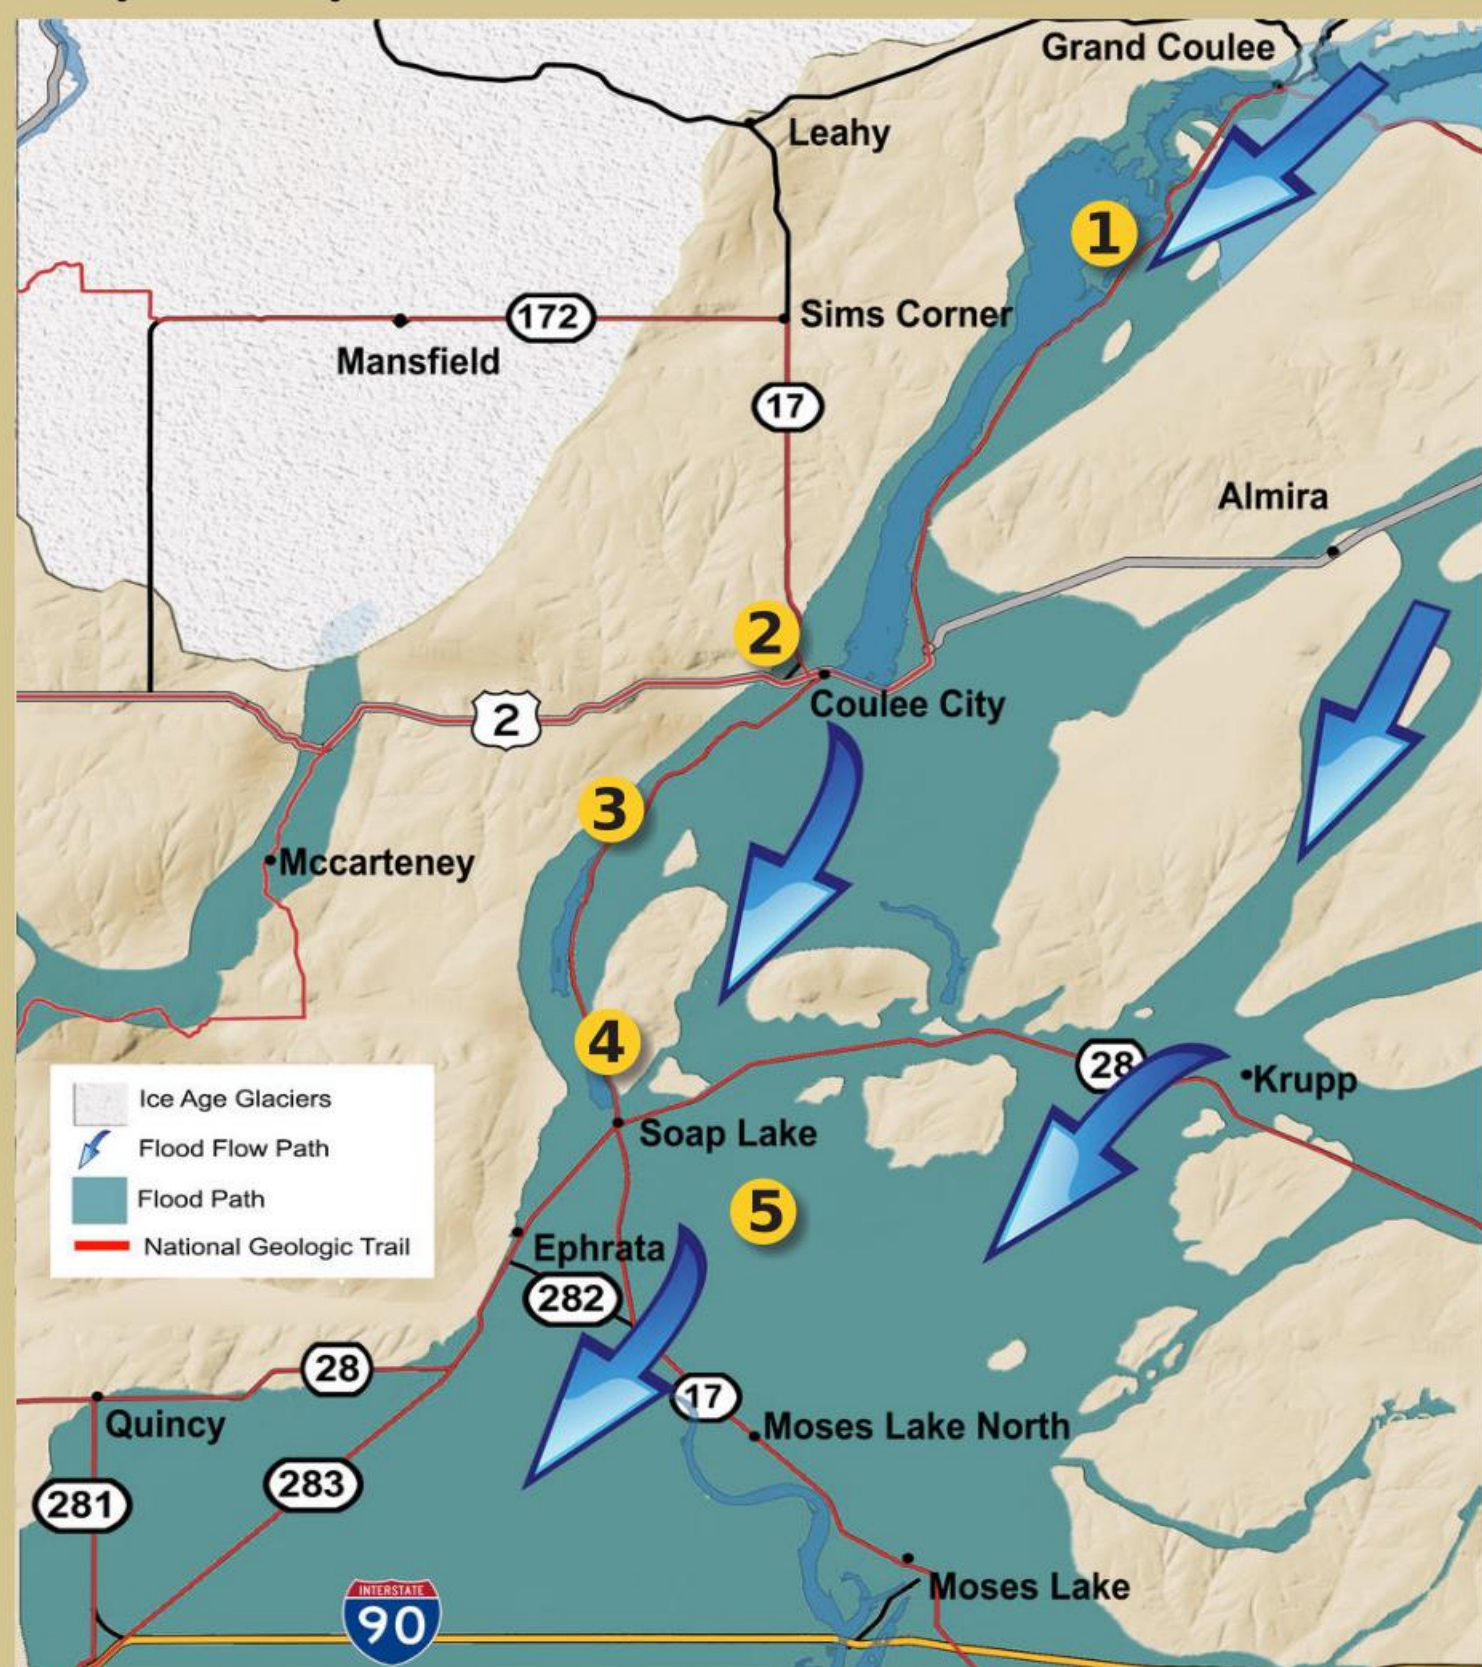 Grand Coulee
Leahy
1
Sims Corner
172
Mansfield
17
Almira
2
Coulee City
2
3
Mccarteney
4
28
Krupp
Ice Age Glaciers
Flood Flow Path
Flood Path
National Geologic Trail
Soap Lake
5
Ephrata
282
28
17
Quincy
Moses Lake North
283
281
INTERSTATE
90
Moses Lake